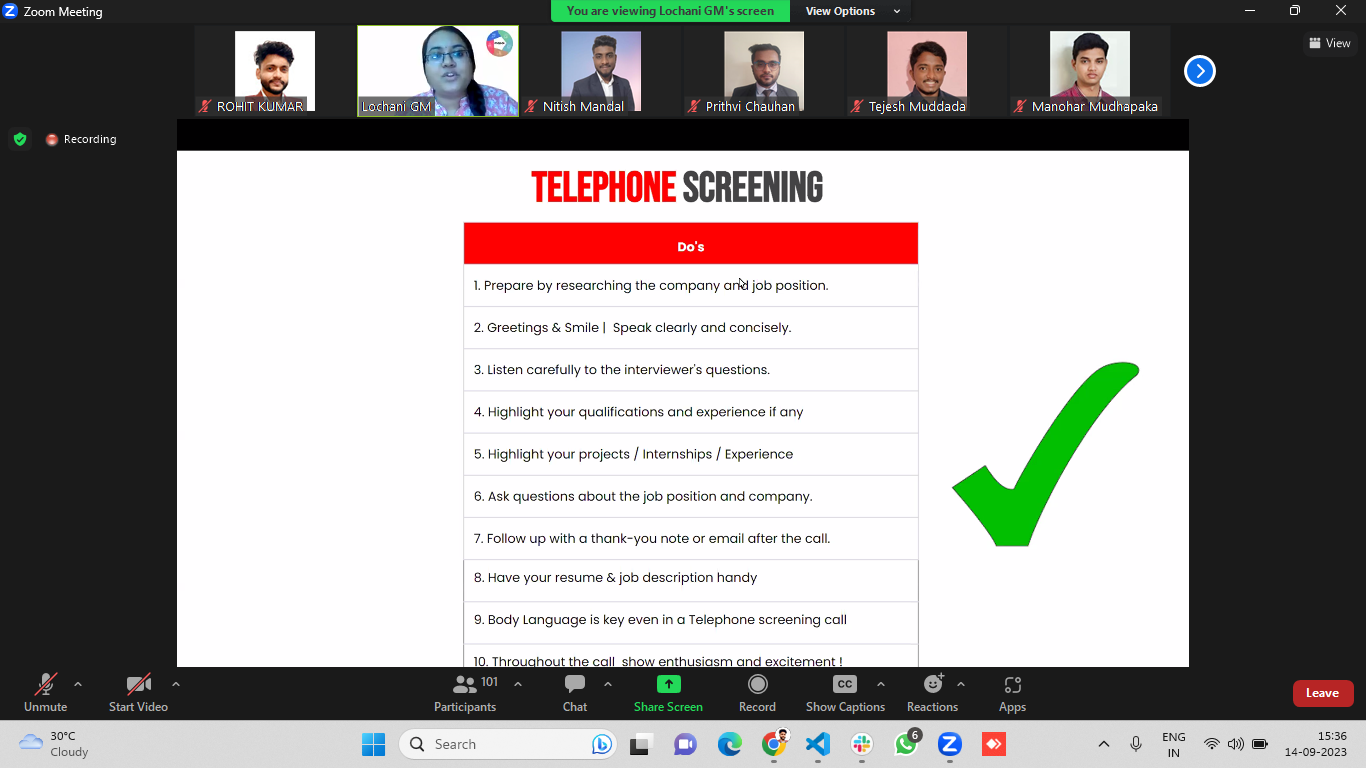 Zoom Meeting
You are viewing Lochani GM's screen
View Options
View
ROHIT KUMAR
Lochani GM
Nitish Mandal
Prithvi Chauhan
Tejesh Muddada
Manohar Mudhapaka
Recording
TELEPHONE SCREENING
Do's
1. Prepare by researching the company and job position.
2. Greetings & Smile | Speak clearly and concisely.
3. Listen carefully to the interviewer's questions.
4. Highlight your qualifications and experience if any
5. Highlight your projects / Internships / Experience
6. Ask questions about the job position and company.
7. Follow up with a thank-you note or email after the call.
8. Have your resume & job description handy
9. Body Language is key even in a Telephone screening call
10. Throughout the call show enthusiasm and excitement !
Unmute
Start Video
101
Participants
Chat
Share Screen
Record
CC
Show Captions
Reactions
Apps
Leave
30°C
Cloudy
Search
6
ENG
IN
15:36
14-09-2023